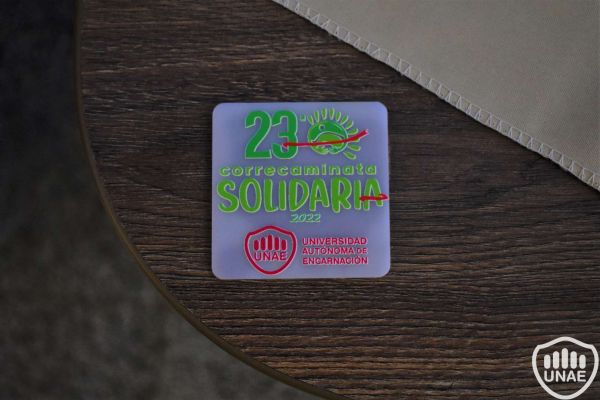 23°
correcaminata
SOLIDARIA
2022
UNAE
UNIVERSIDAD
AUTÓNOMA DE
ENCARNACIÓN
UNAE